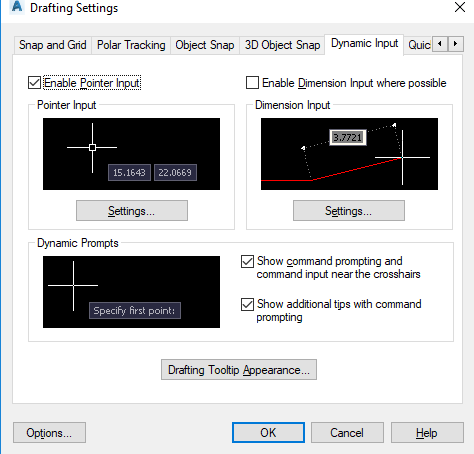 Drafting Settings
Snap and Grid Polar Tracking Object Snap 3D Object Snap Dynamic Input Quic
Enable Pointer Input
Enable Dimension Input where possible
Pointer Input
Dimension Input
15.1643 22.0669
3.7721
Settings...
Settings...
Dynamic Prompts
Specify first point:
Show command prompting and
command input near the crosshairs
Show additional tips with command
prompting
Drafting Tooltip Appearance...
Options...
OK
Cancel
Help